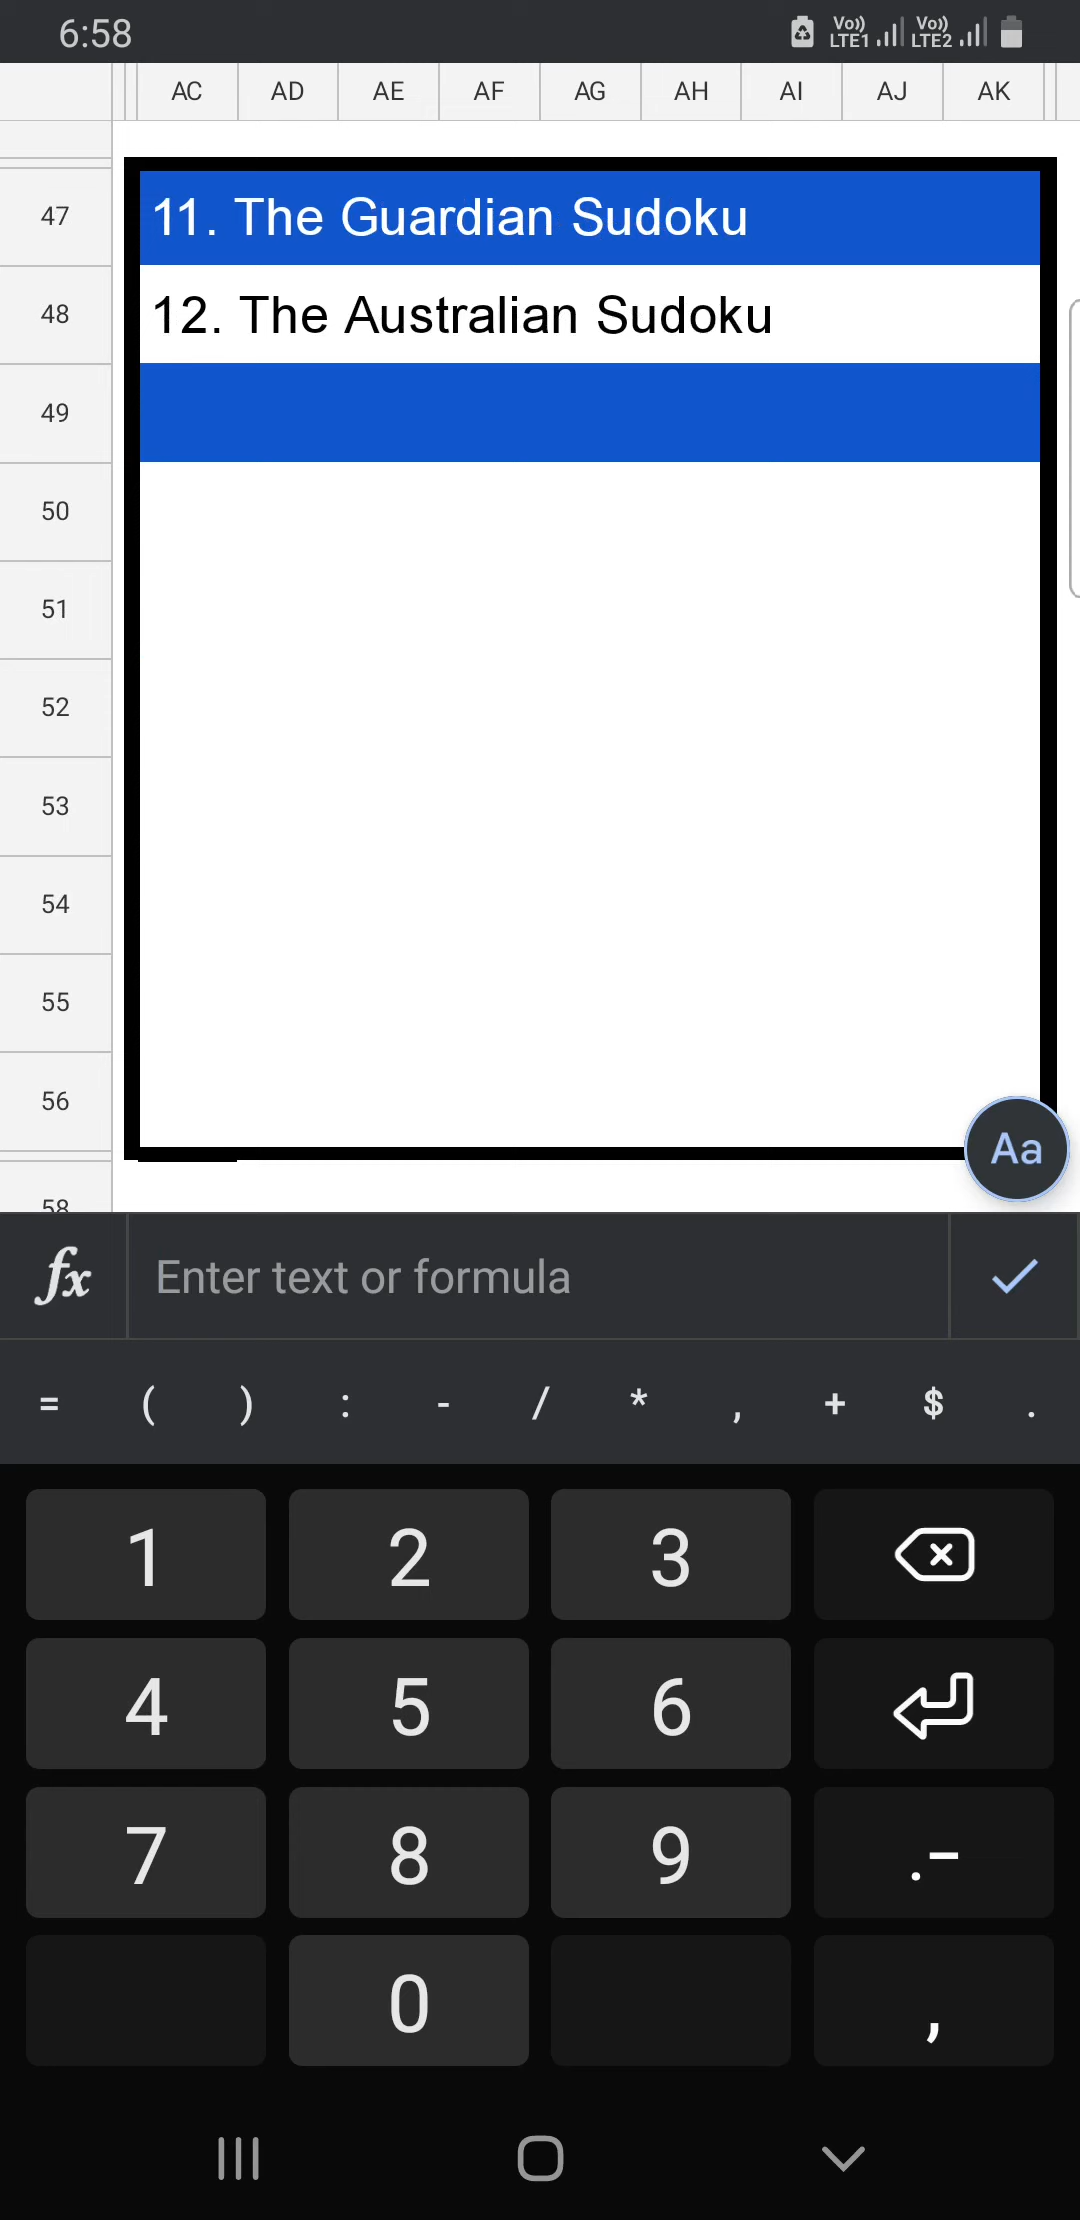 6:58
Vo)) LTE1 Vo)) LTE2
AC AD AE AF AG AH AI AJ AK
47 11. The Guardian Sudoku
48 12. The Australian Sudoku
49
50
51
52
53
54
55
56
58
Aa
fx Enter text or formula
= ( ) : - / * , + $ .
1 2 3
4 5 6
7 8 9 .-
0 ,